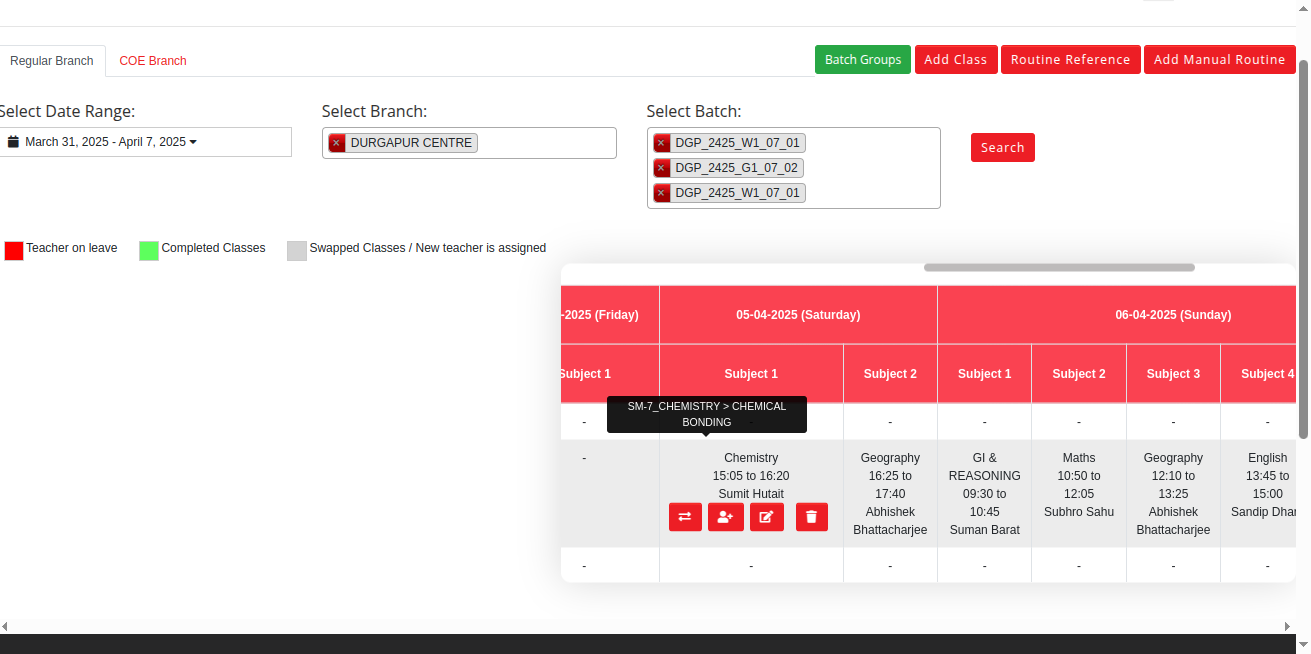 Regular Branch
COE Branch
Batch Groups
Add Class
Routine Reference
Add Manual Routine
Select Date Range:
Select Branch:
Select Batch:
March 31, 2025 - April 7, 2025
× DURGAPUR CENTRE
× DGP_2425_W1_07_01
× DGP_2425_G1_07_02
× DGP_2425_W1_07_01
Search
Teacher on leave
Completed Classes
Swapped Classes / New teacher is assigned
-2025 (Friday)
05-04-2025 (Saturday)
06-04-2025 (Sunday)
Subject 1
Subject 1
Subject 2
Subject 1
Subject 2
Subject 3
Subject 4
SM-7_CHEMISTRY > CHEMICAL
BONDING
-
-
-
-
-
-
-
-
Chemistry
15:05 to 16:20
Sumit Hutait
Geography
16:25 to
17:40
Abhishek
Bhattacharjee
GI &
REASONING
09:30 to
10:45
Suman Barat
Maths
10:50 to
12:05
Subhro Sahu
Geography
12:10 to
13:25
Abhishek
Bhattacharjee
English
13:45 to
15:00
Sandip Dhar
-
-
-
-
-
-
-